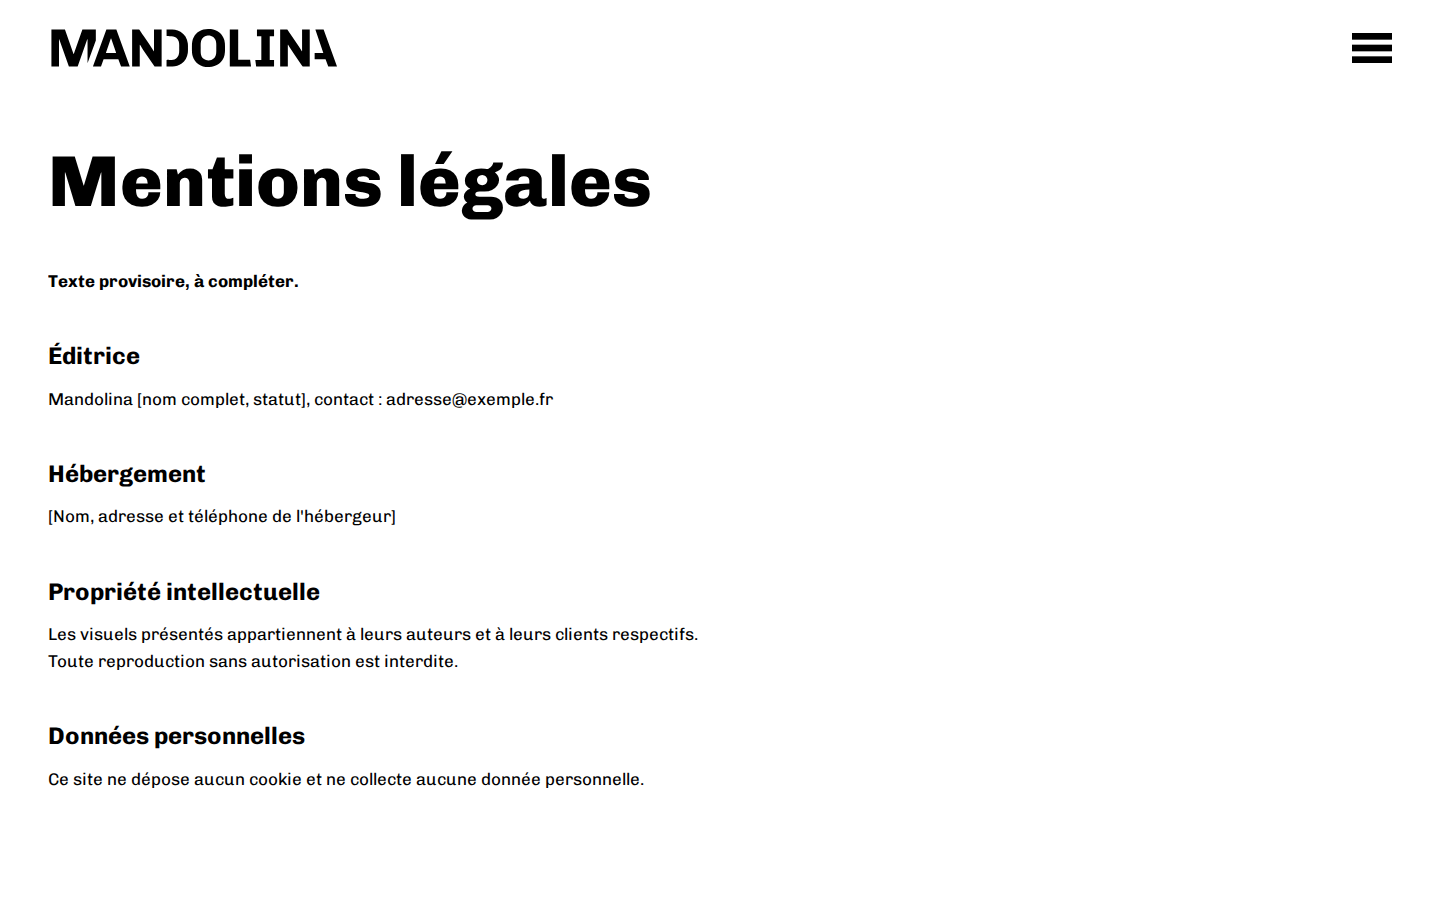 MANDOLINA
Mentions légales
Texte provisoire, à compléter.
Éditrice
Mandolina [nom complet, statut], contact : adresse@exemple.fr
Hébergement
[Nom, adresse et téléphone de l'hébergeur]
Propriété intellectuelle
Les visuels présentés appartiennent à leurs auteurs et à leurs clients respectifs.
Toute reproduction sans autorisation est interdite.
Données personnelles
Ce site ne dépose aucun cookie et ne collecte aucune donnée personnelle.